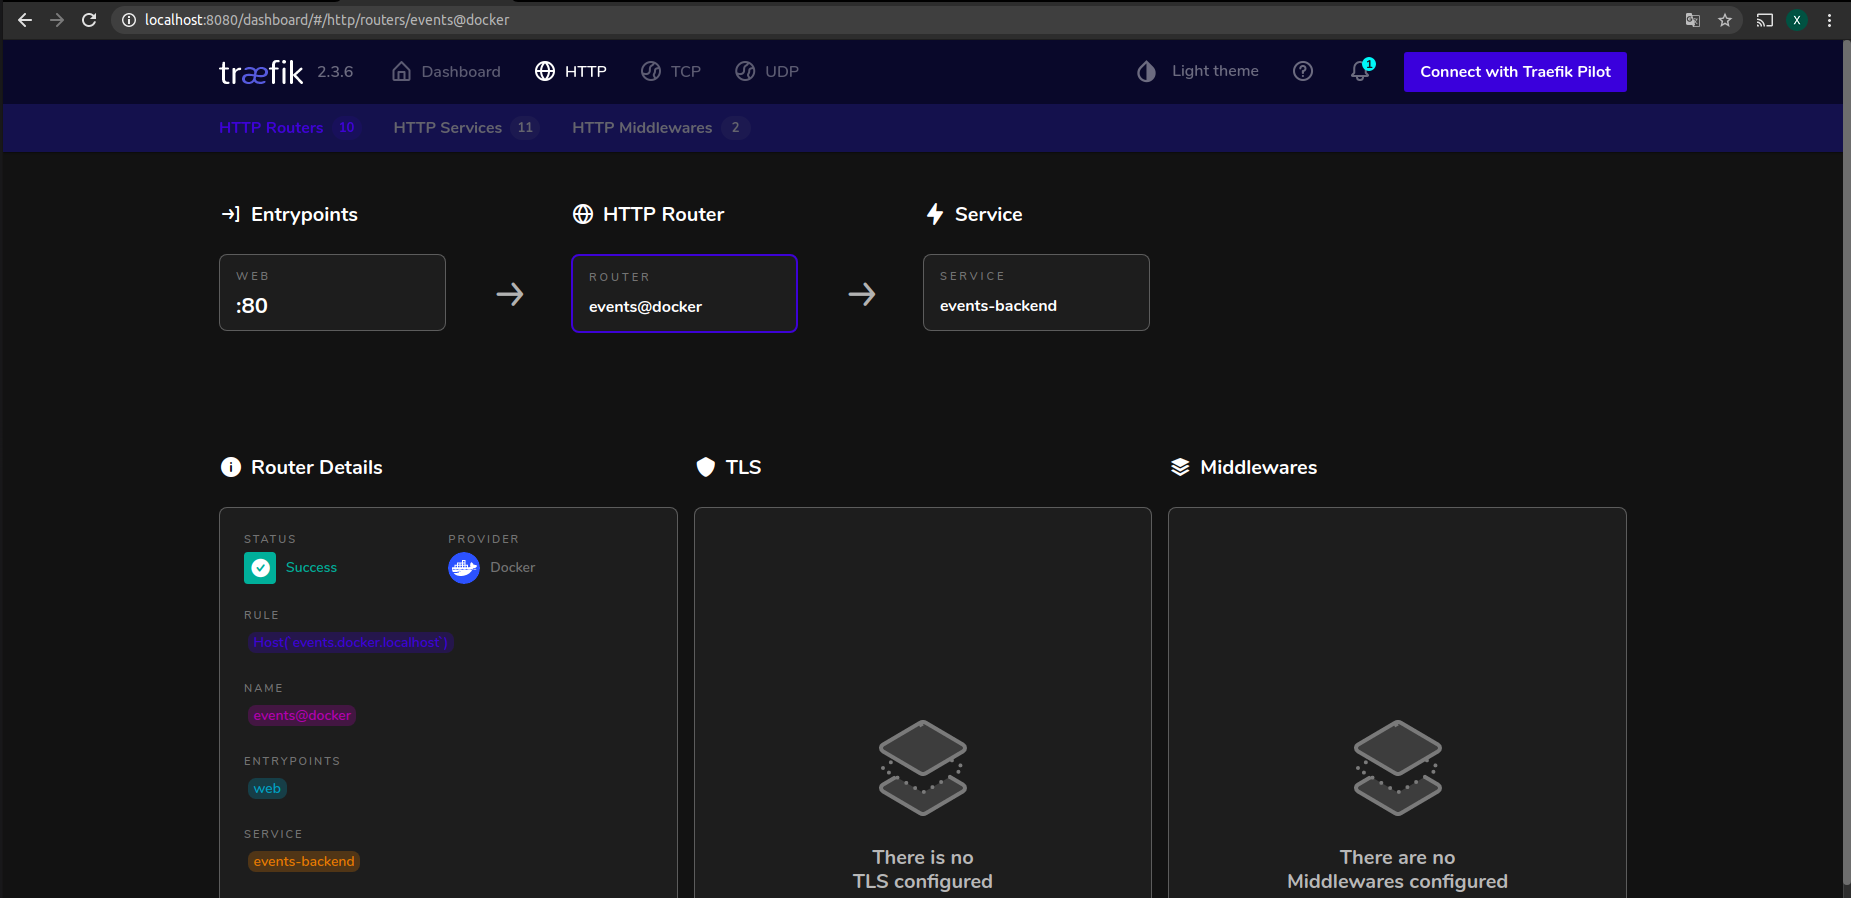 localhost:8080/dashboard/#/http/routers/events@docker
X
træfik 2.3.6 Dashboard HTTP TCP UDP Light theme 1 Connect with Traefik Pilot
HTTP Routers 10 HTTP Services 11 HTTP Middlewares 2
Entrypoints HTTP Router Service
WEB
:80
ROUTER
events@docker
SERVICE
events-backend
Router Details
STATUS PROVIDER
Success Docker
RULE
Host(`events.docker.localhost`)
NAME
events@docker
ENTRYPOINTS
web
SERVICE
events-backend
TLS
There is no
TLS configured
Middlewares
There are no
Middlewares configured